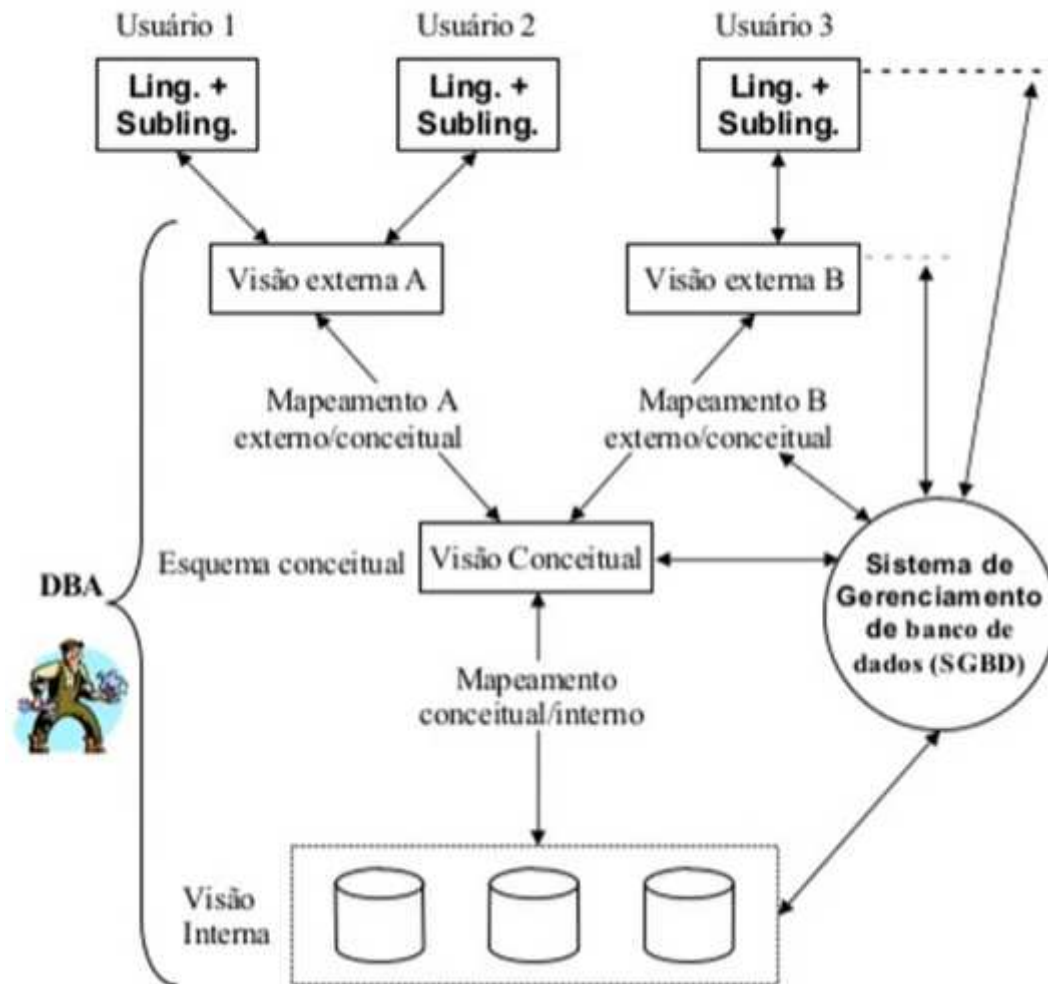 Usuário 1
Usuário 2
Usuário 3
Ling. +
Subling.
Ling. +
Subling.
Ling. +
Subling.
Visão externa A
Visão externa B
Mapeamento A
externo/conceitual
Mapeamento B
externo/conceitual
Esquema conceitual
Visão Conceitual
DBA
Sistema de
Gerenciamento
de banco de
dados (SGBD)
Mapeamento
conceitual/interno
Visão
Interna